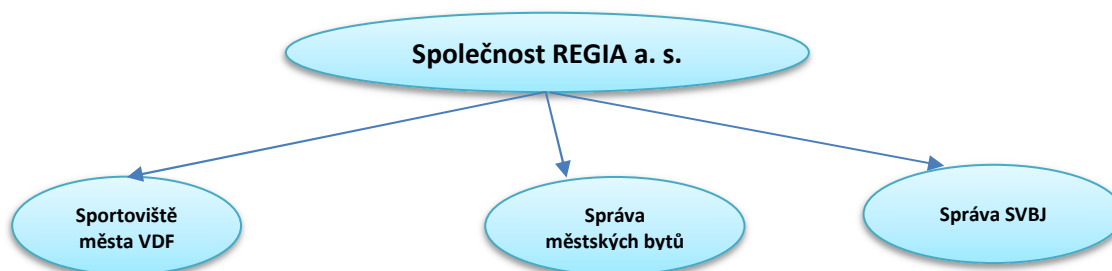 Společnost REGIA a. s.
Sportoviště
města VDF
Správa
městských bytů
Správa SVBJ